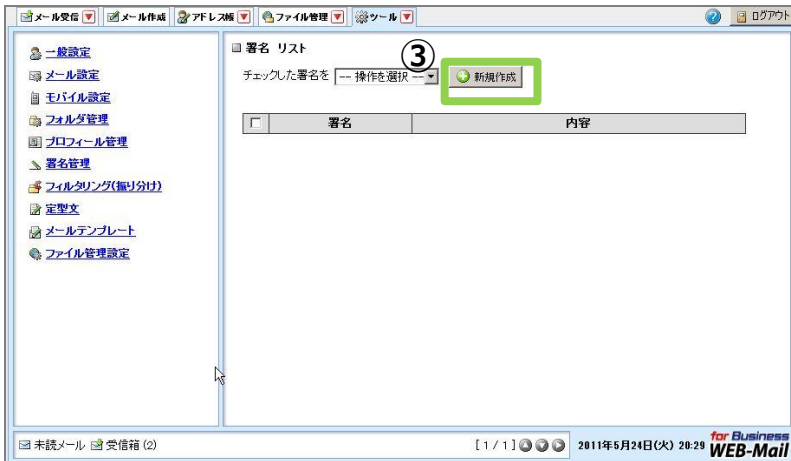 メール受信 メール作成 アドレス帳 ファイル管理 ツール ログアウト
一般設定
メール設定
モバイル設定
フォルダ管理
プロフィール管理
署名管理
フィルタリング(振り分け)
定型文
メールテンプレート
ファイル管理設定
署名 リスト
③
チェックした署名を -- 操作を選択 -- 新規作成
署名 内容
未読メール 受信箱 (2) [ 1 / 1 ] 2011年5月24日(火) 20:29 for Business
WEB-Mail